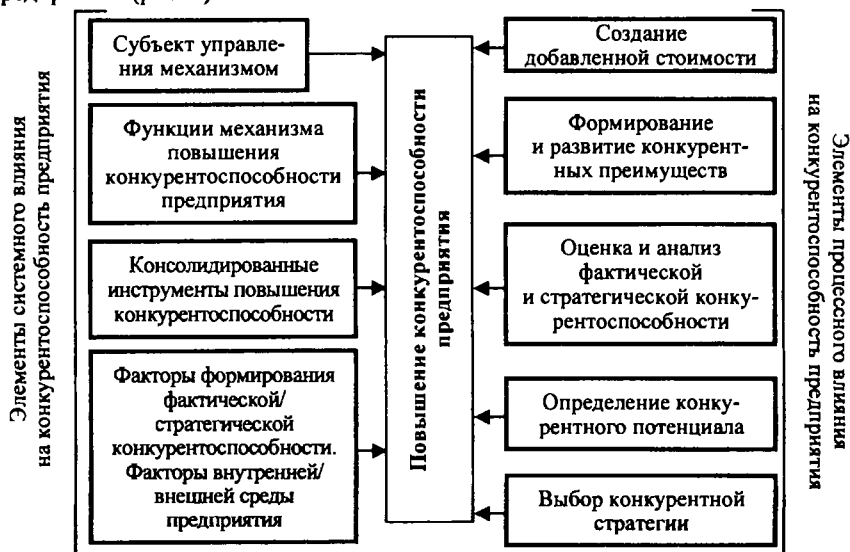 Элементы системного влияния
на конкурентоспособность предприятия
Субъект управле-
ния механизмом
Функции механизма
повышения
конкурентоспособности
предприятия
Консолидированные
инструменты повышения
конкурентоспособности
Факторы формирования
фактической/
стратегической
конкурентоспособности.
Факторы внутренней/
внешней среды
предприятия
Повышение конкурентоспособности
предприятия
Создание
добавленной стоимости
Формирование
и развитие конкурент-
ных преимуществ
Оценка и анализ
фактической
и стратегической конку-
рентоспособности
Определение конку-
рентного потенциала
Выбор конкурентной
стратегии
Элементы процессного влияния
на конкурентоспособность предприятия